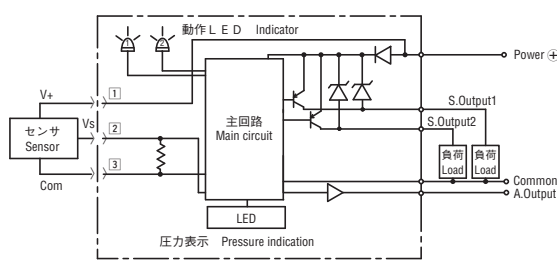 動作LED Indicator
1
2
Power ⊕
V+
1
主回路
Main circuit
S.Output1
センサ
Sensor
Vs
2
S.Output2
負荷
Load
負荷
Load
3
Com
Common
A.Output
LED
圧力表示 Pressure indication